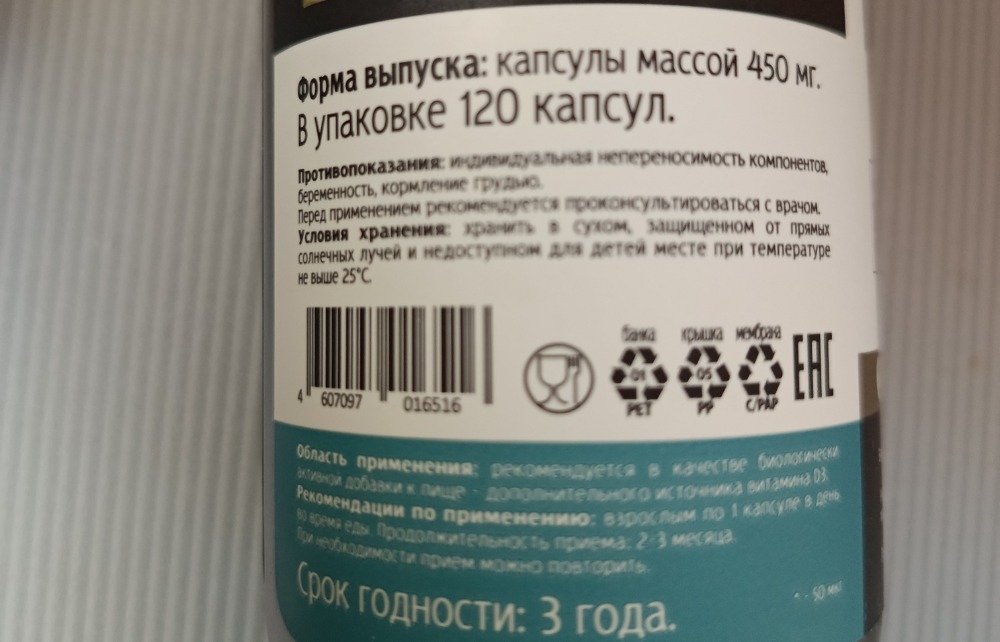 Форма выпуска: капсулы массой 450 мг.
В упаковке 120 капсул.
Противопоказания: индивидуальная непереносимость компонентов,
беременность, кормление грудью.
Перед применением рекомендуется проконсультироваться с врачом.
Условия хранения: хранить в сухом, защищенном от прямых
солнечных лучей и недоступном для детей месте при температуре
не выше 25°С.
4 607097 016516
банка крышка мембрана
01 05
PET PP C/PAP
EAC
Область применения: рекомендуется в качестве биологически
активной добавки к пище - дополнительного источника витамина D3.
Рекомендации по применению: взрослым по 1 капсуле в день
во время еды. Продолжительность приема: 2-3 месяца.
При необходимости прием можно повторить.
Срок годности: 3 года.
50 мкг